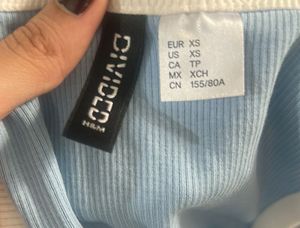 DIVIDED
H&M
EUR XS
US XS
CA TP
MX XCH
CN 155/80A